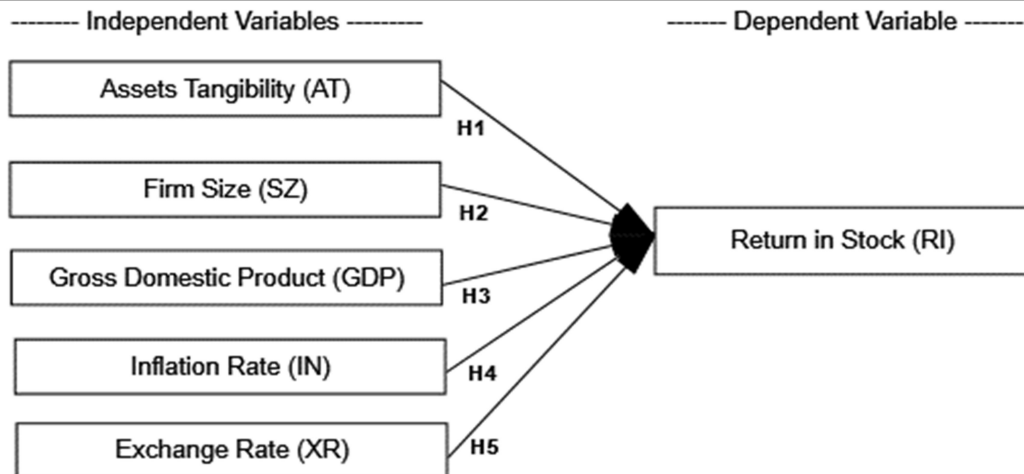 -------- Independent Variables ---------
------- Dependent Variable -------
Assets Tangibility (AT)
H1
Firm Size (SZ)
H2
Return in Stock (RI)
Gross Domestic Product (GDP)
H3
Inflation Rate (IN)
H4
Exchange Rate (XR)
H5